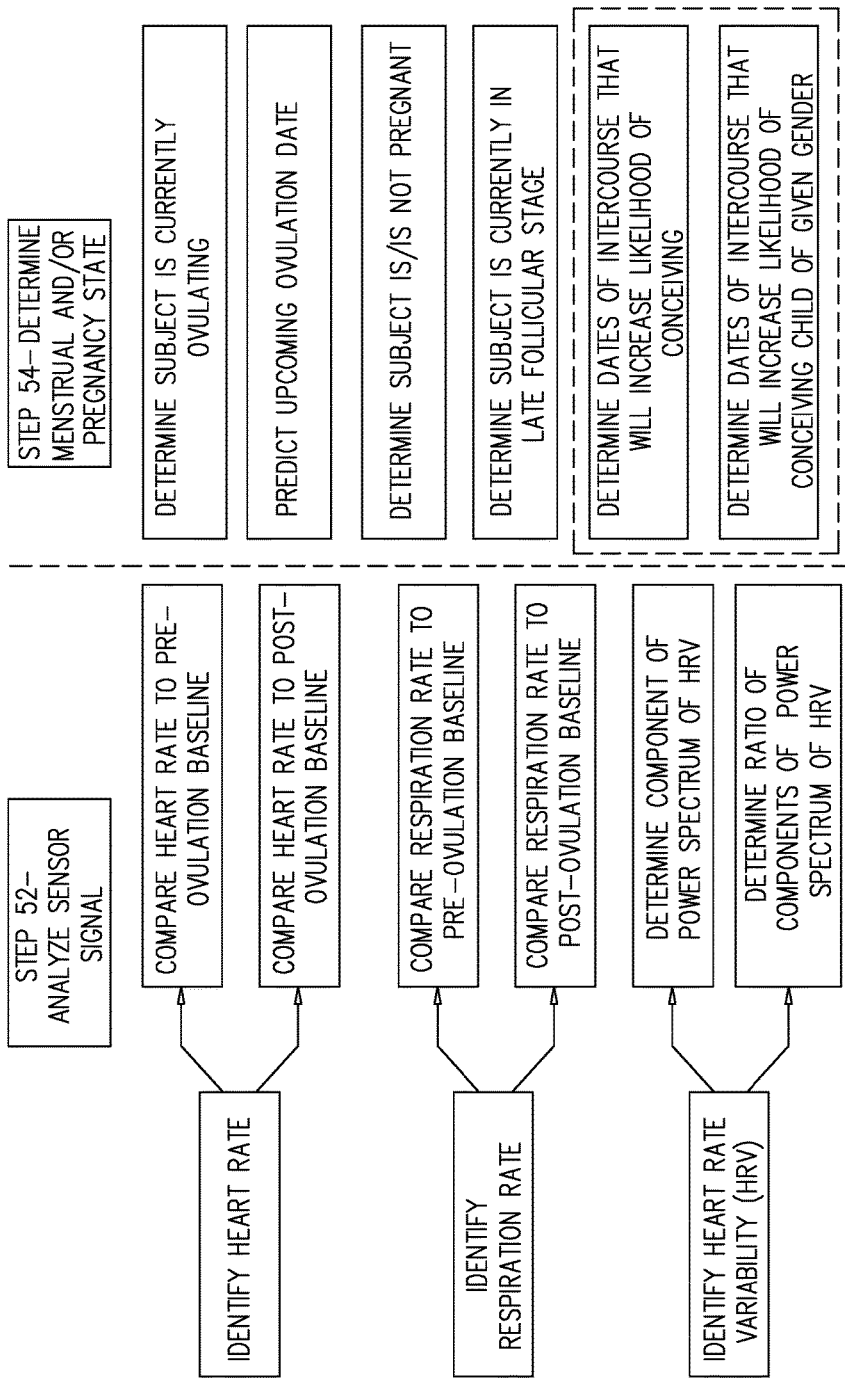 STEP 52–
ANALYZE SENSOR
SIGNAL
IDENTIFY HEART RATE
COMPARE HEART RATE TO PRE–
OVULATION BASELINE
COMPARE HEART RATE TO POST–
OVULATION BASELINE
IDENTIFY
RESPIRATION RATE
COMPARE RESPIRATION RATE TO
PRE–OVULATION BASELINE
COMPARE RESPIRATION RATE TO
POST–OVULATION BASELINE
IDENTIFY HEART RATE
VARIABILITY (HRV)
DETERMINE COMPONENT OF
POWER SPECTRUM OF HRV
DETERMINE RATIO OF
COMPONENTS OF POWER
SPECTRUM OF HRV
STEP 54–DETERMINE
MENSTRUAL AND/OR
PREGNANCY STATE
DETERMINE SUBJECT IS CURRENTLY
OVULATING
PREDICT UPCOMING OVULATION DATE
DETERMINE SUBJECT IS/IS NOT PREGNANT
DETERMINE SUBJECT IS CURRENTLY IN
LATE FOLLICULAR STAGE
DETERMINE DATES OF INTERCOURSE THAT
WILL INCREASE LIKELIHOOD OF
CONCEIVING
DETERMINE DATES OF INTERCOURSE THAT
WILL INCREASE LIKELIHOOD OF
CONCEIVING CHILD OF GIVEN GENDER